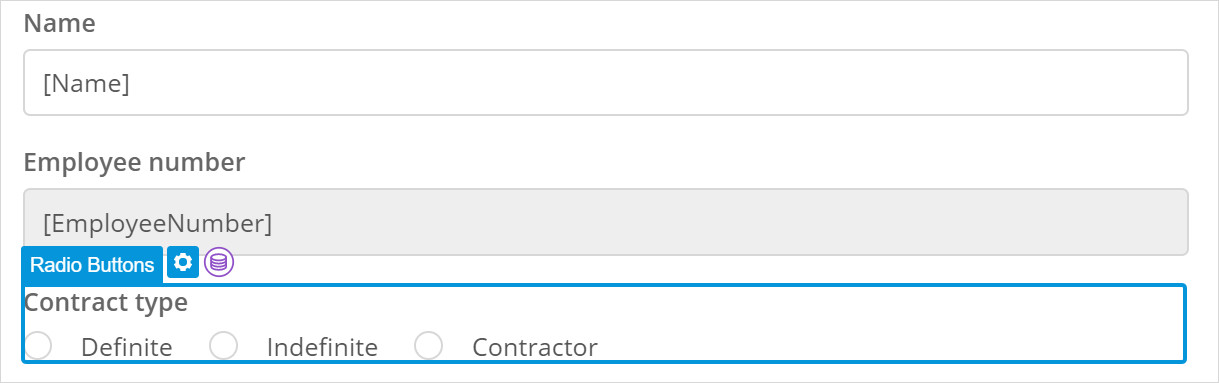 Name
[Name]
Employee number
[EmployeeNumber]
Radio Buttons
Contract type
Definite Indefinite Contractor